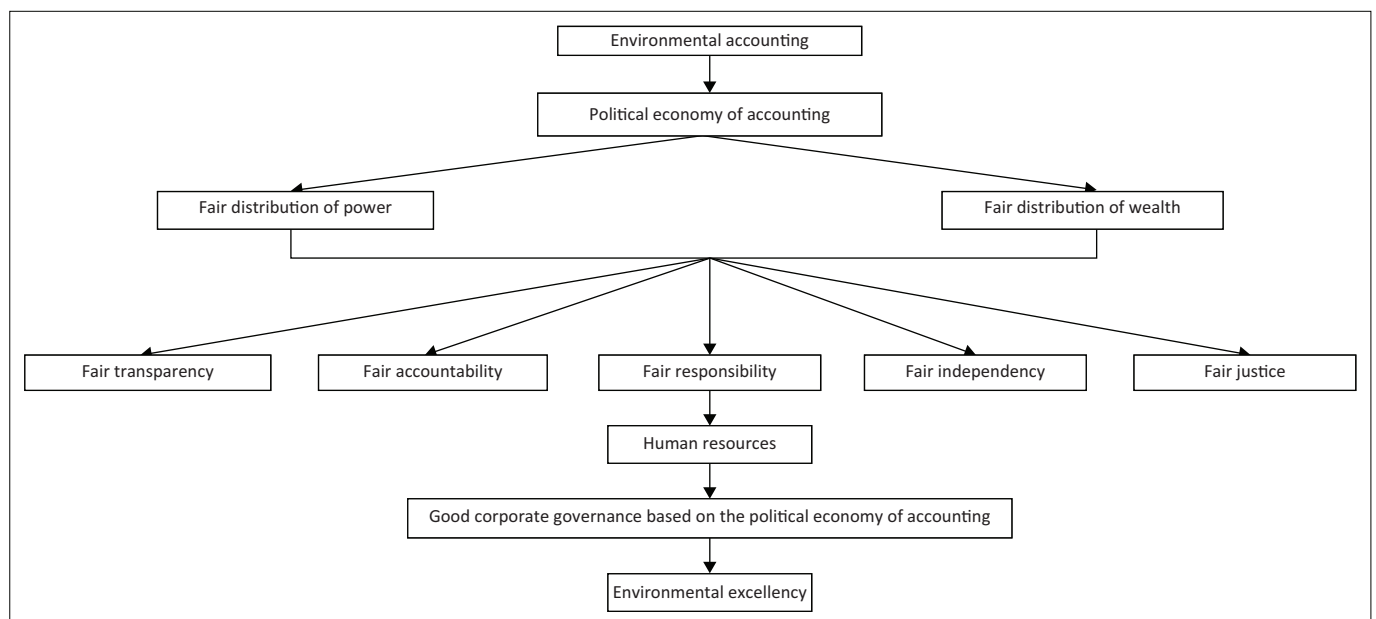 Environmental accounting
Political economy of accounting
Fair distribution of power
Fair distribution of wealth
Fair transparency
Fair accountability
Fair responsibility
Fair independency
Fair justice
Human resources
Good corporate governance based on the political economy of accounting
Environmental excellency